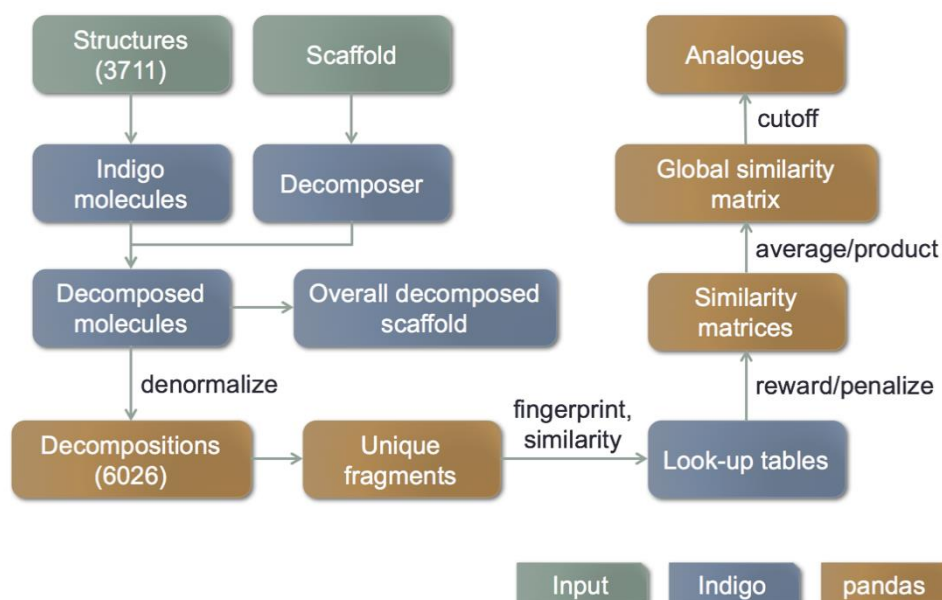 Structures
(3711)
Scaffold
Analogues
cutoff
Indigo
molecules
Decomposer
Global similarity
matrix
average/product
Decomposed
molecules
Overall decomposed
scaffold
Similarity
matrices
denormalize
reward/penalize
fingerprint,
similarity
Decompositions
(6026)
Unique
fragments
Look-up tables
Input
Indigo
pandas